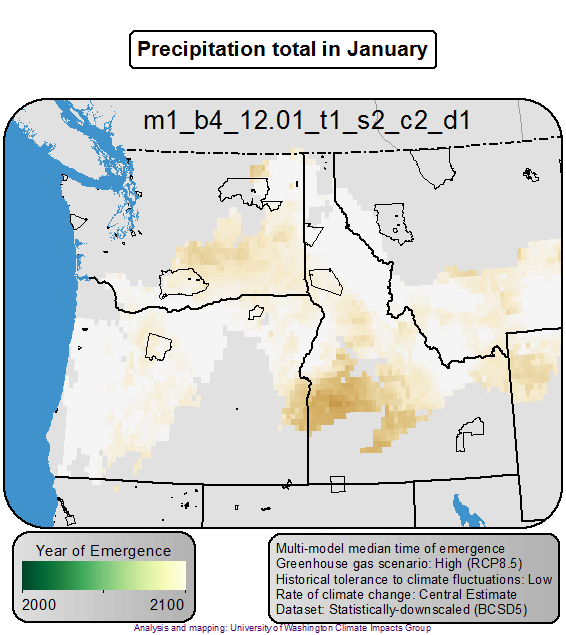 Precipitation total in January
m1_b4_12.01_t1_s2_c2_d1
Year of Emergence
2000 2100
Multi-model median time of emergence
Greenhouse gas scenario: High (RCP8.5)
Historical tolerance to climate fluctuations: Low
Rate of climate change: Central Estimate
Dataset: Statistically-downscaled (BCSD5)
Analysis and mapping: University of Washington Climate Impacts Group